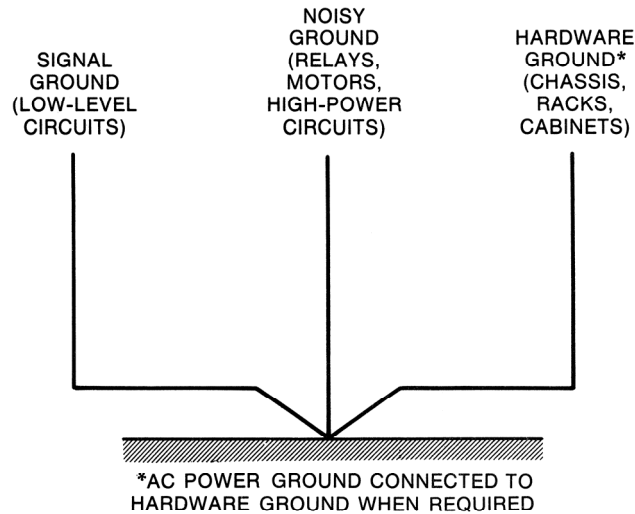 SIGNAL
GROUND
(LOW-LEVEL
CIRCUITS)
NOISY
GROUND
(RELAYS,
MOTORS,
HIGH-POWER
CIRCUITS)
HARDWARE
GROUND*
(CHASSIS,
RACKS,
CABINETS)
*AC POWER GROUND CONNECTED TO
HARDWARE GROUND WHEN REQUIRED